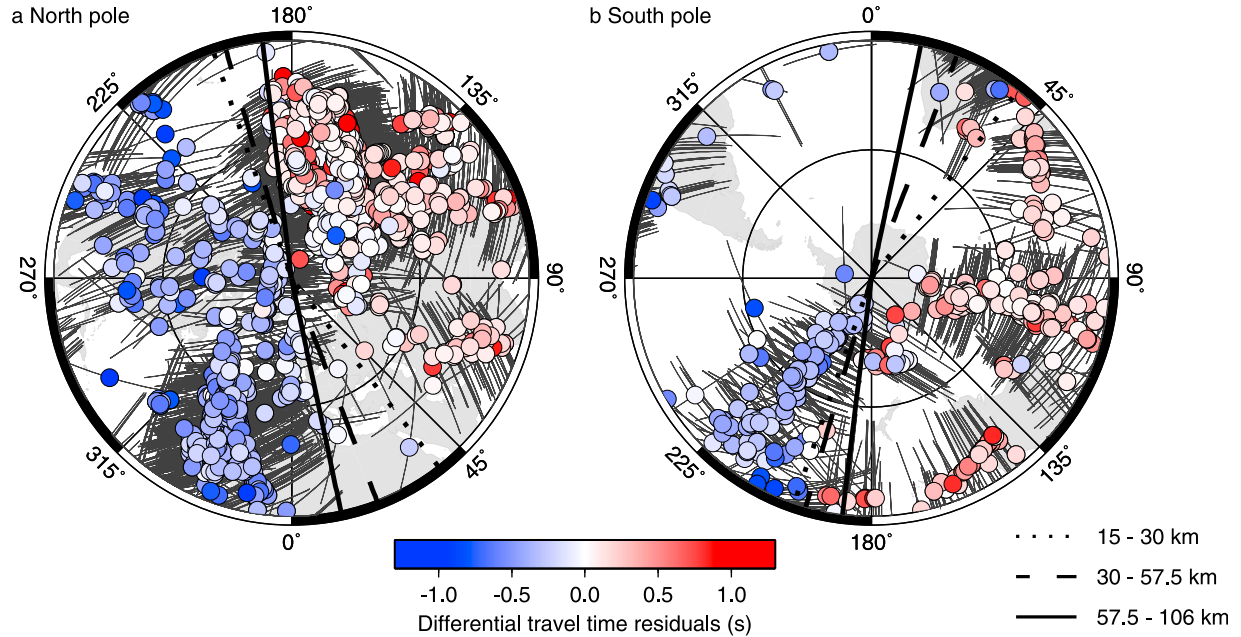 a North pole
180°
225°
135°
270°
90°
315°
45°
0°
b South pole
0°
315°
45°
270°
90°
225°
135°
180°
-1.0 -0.5 0.0 0.5 1.0
Differential travel time residuals (s)
15 - 30 km
30 - 57.5 km
57.5 - 106 km